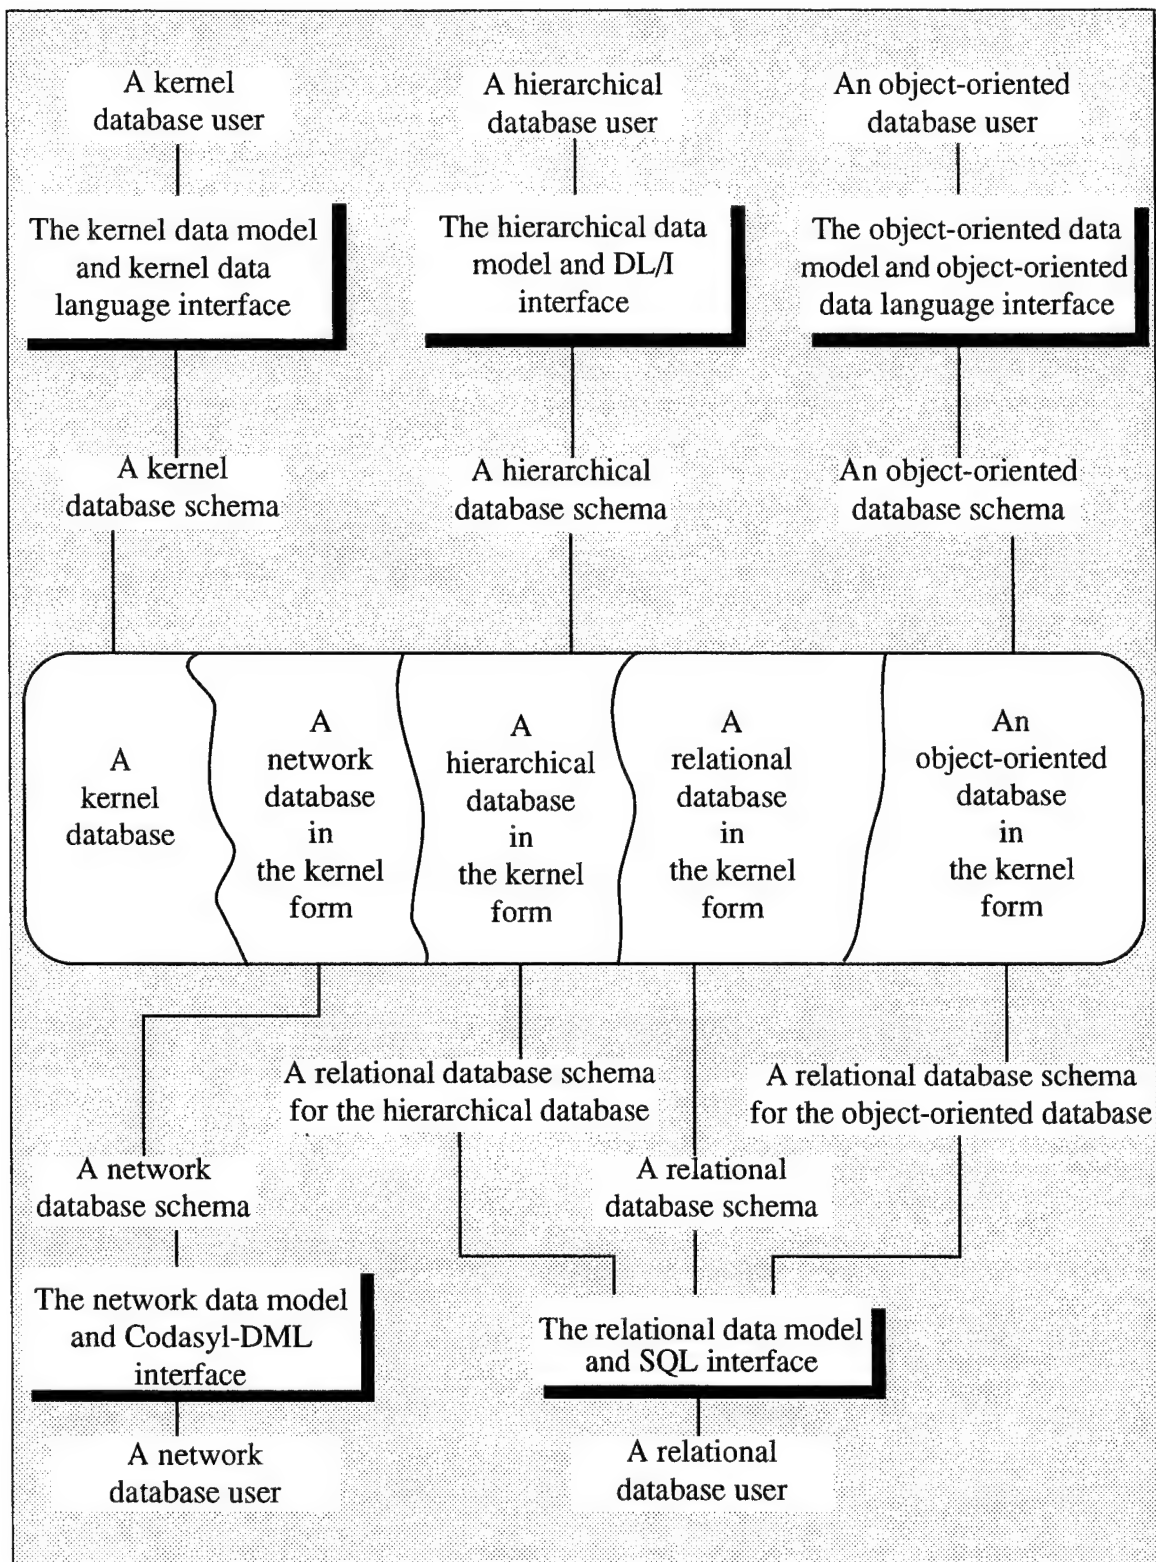 A kernel
database user
A hierarchical
database user
An object-oriented
database user
The kernel data model
and kernel data
language interface
The hierarchical data
model and DL/I
interface
The object-oriented data
model and object-oriented
data language interface
A kernel
database schema
A hierarchical
database schema
An object-oriented
database schema
A
kernel
database
A
network
database
in
the kernel
form
A
hierarchical
database
in
the kernel
form
A
relational
database
in
the kernel
form
An
object-oriented
database
in
the kernel
form
A relational database schema
for the hierarchical database
A relational database schema
for the object-oriented database
A network
database schema
A relational
database schema
The network data model
and Codasyl-DML
interface
The relational data model
and SQL interface
A network
database user
A relational
database user